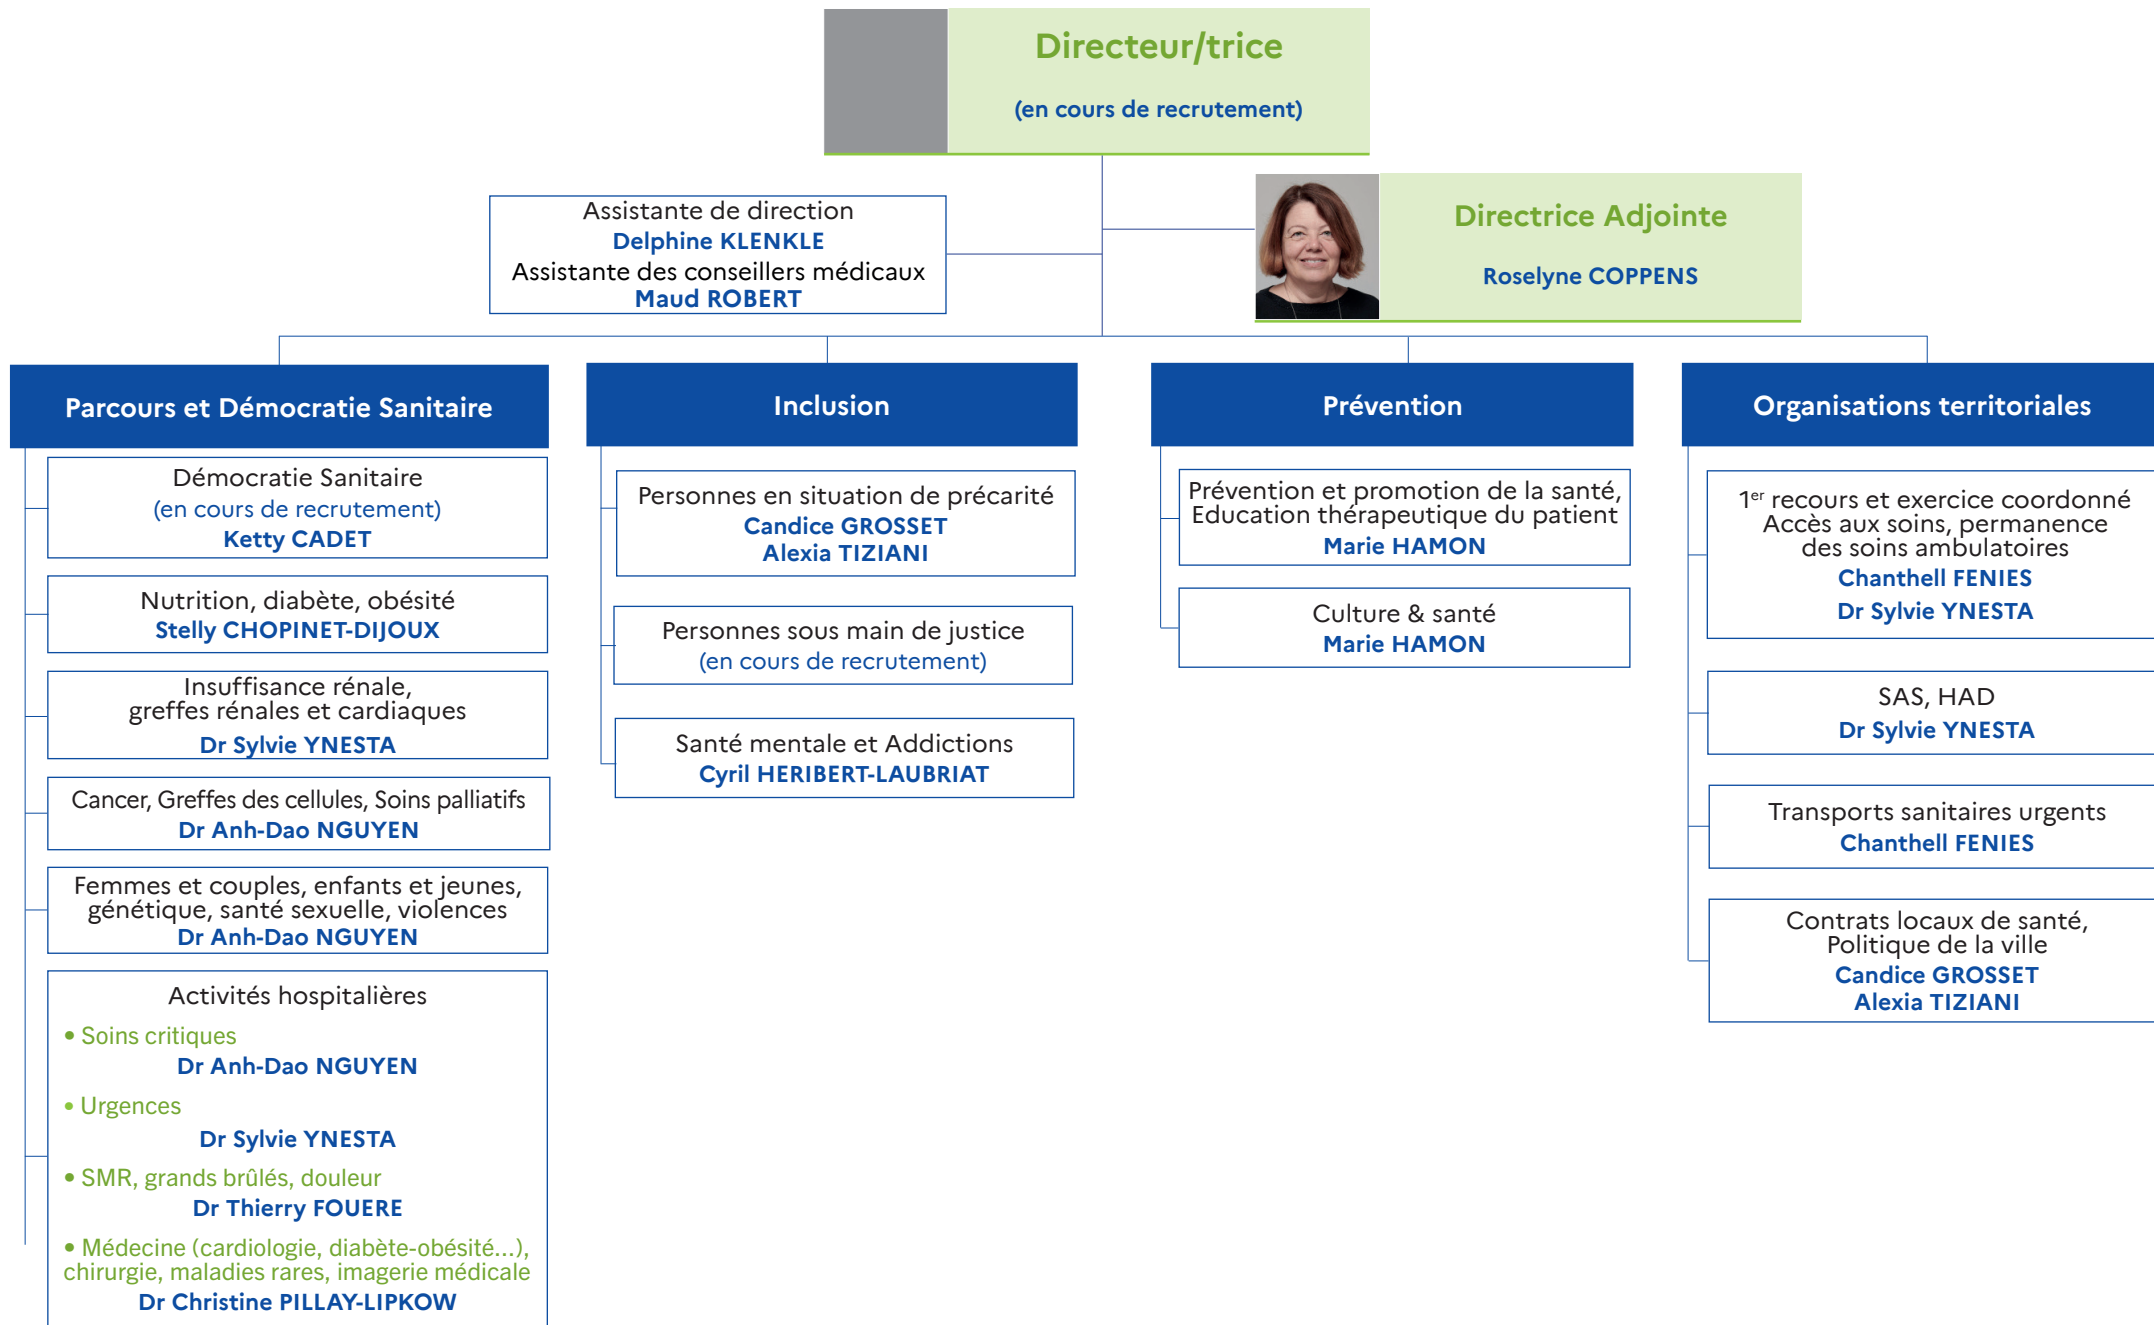 Directeur/trice
(en cours de recrutement)
Assistante de direction
Delphine KLENKLE
Assistante des conseillers médicaux
Maud ROBERT
Directrice Adjointe
Roselyne COPPENS
Parcours et Démocratie Sanitaire
Démocratie Sanitaire
(en cours de recrutement)
Ketty CADET
Nutrition, diabète, obésité
Stelly CHOPINET-DIJOUX
Insuffisance rénale,
greffes rénales et cardiaques
Dr Sylvie YNESTA
Cancer, Greffes des cellules, Soins palliatifs
Dr Anh-Dao NGUYEN
Femmes et couples, enfants et jeunes,
génétique, santé sexuelle, violences
Dr Anh-Dao NGUYEN
Activités hospitalières
• Soins critiques
Dr Anh-Dao NGUYEN
• Urgences
Dr Sylvie YNESTA
• SMR, grands brûlés, douleur
Dr Thierry FOUERE
• Médecine (cardiologie, diabète-obésité...),
chirurgie, maladies rares, imagerie médicale
Dr Christine PILLAY-LIPKOW
Inclusion
Personnes en situation de précarité
Candice GROSSET
Alexia TIZIANI
Personnes sous main de justice
(en cours de recrutement)
Santé mentale et Addictions
Cyril HERIBERT-LAUBRIAT
Prévention
Prévention et promotion de la santé,
Education thérapeutique du patient
Marie HAMON
Culture & santé
Marie HAMON
Organisations territoriales
1er recours et exercice coordonné
Accès aux soins, permanence
des soins ambulatoires
Chanthell FENIES
Dr Sylvie YNESTA
SAS, HAD
Dr Sylvie YNESTA
Transports sanitaires urgents
Chanthell FENIES
Contrats locaux de santé,
Politique de la ville
Candice GROSSET
Alexia TIZIANI